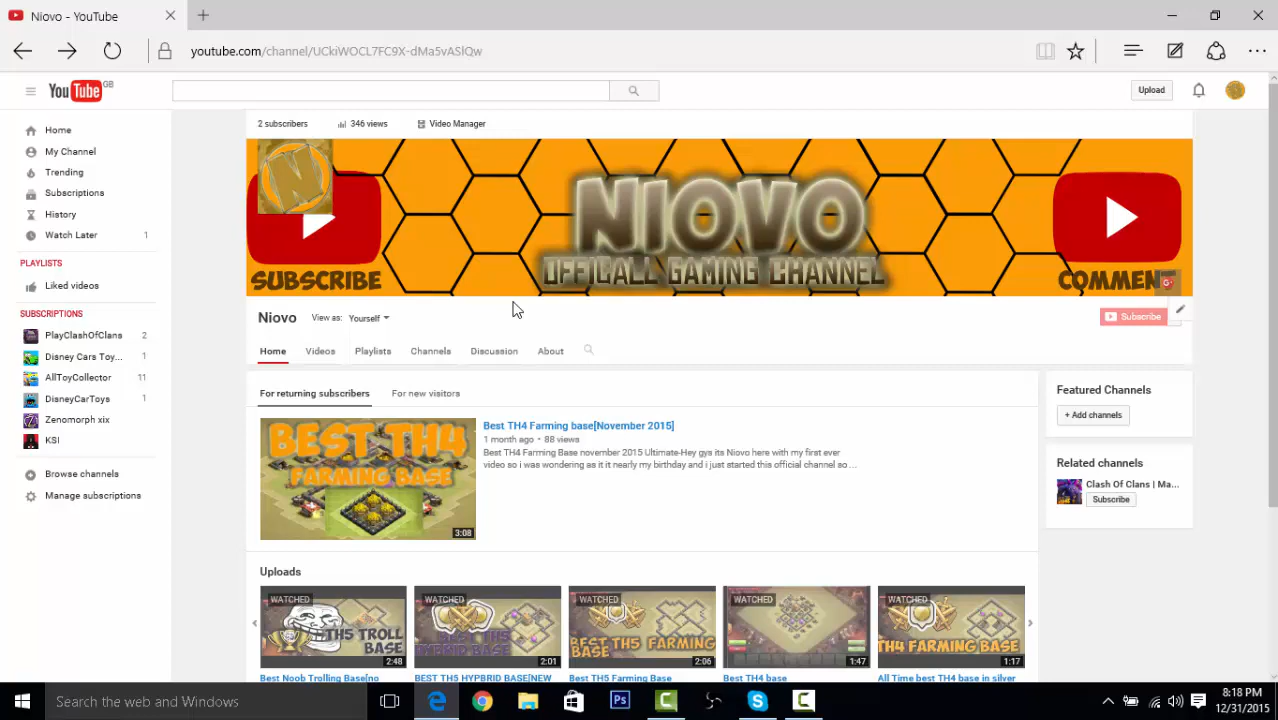 Niovo - YouTube
youtube.com/channel/UCkiWOCL7FC9X-dMa5vASlQw
YouTube GB
Upload
Home
My Channel
Trending
Subscriptions
History
Watch Later 1
PLAYLISTS
Liked videos
SUBSCRIPTIONS
PlayClashOfClans 2
Disney Cars Toy... 1
AllToyCollector 11
DisneyCarToys 1
Zenomorph xix
KSI
Browse channels
Manage subscriptions
2 subscribers 346 views Video Manager
N
NIOVO
OFFICALL GAMING CHANNEL
SUBSCRIBE
COMMENT
G+
Niovo View as: Yourself
Subscribe
Home Videos Playlists Channels Discussion About
For returning subscribers For new visitors
BEST TH4
FARMING BASE
3:08
Best TH4 Farming base[November 2015]
1 month ago • 88 views
Best TH4 Farming Base november 2015 Ultimate-Hey gys its Niovo here with my first ever
video so i was wondering as it it nearly my birthday and i just started this official channel so ...
Featured Channels
+ Add channels
Related channels
Clash Of Clans | Ma...
Subscribe
Uploads
WATCHED
TH5 TROLL
BASE
2:48
Best Noob Trolling Base[no
WATCHED
BEST TH5
HYBRID BASE
2:01
BEST TH5 HYPBRID BASE[NEW
WATCHED
BEST TH5 FARMING
BASE
2:06
Best TH5 Farming Base
WATCHED
1:47
Best TH4 base
WATCHED
TH4 FARMING BASE
1:17
All Time best TH4 base in silver
Search the web and Windows
Ps
8:18 PM
12/31/2015